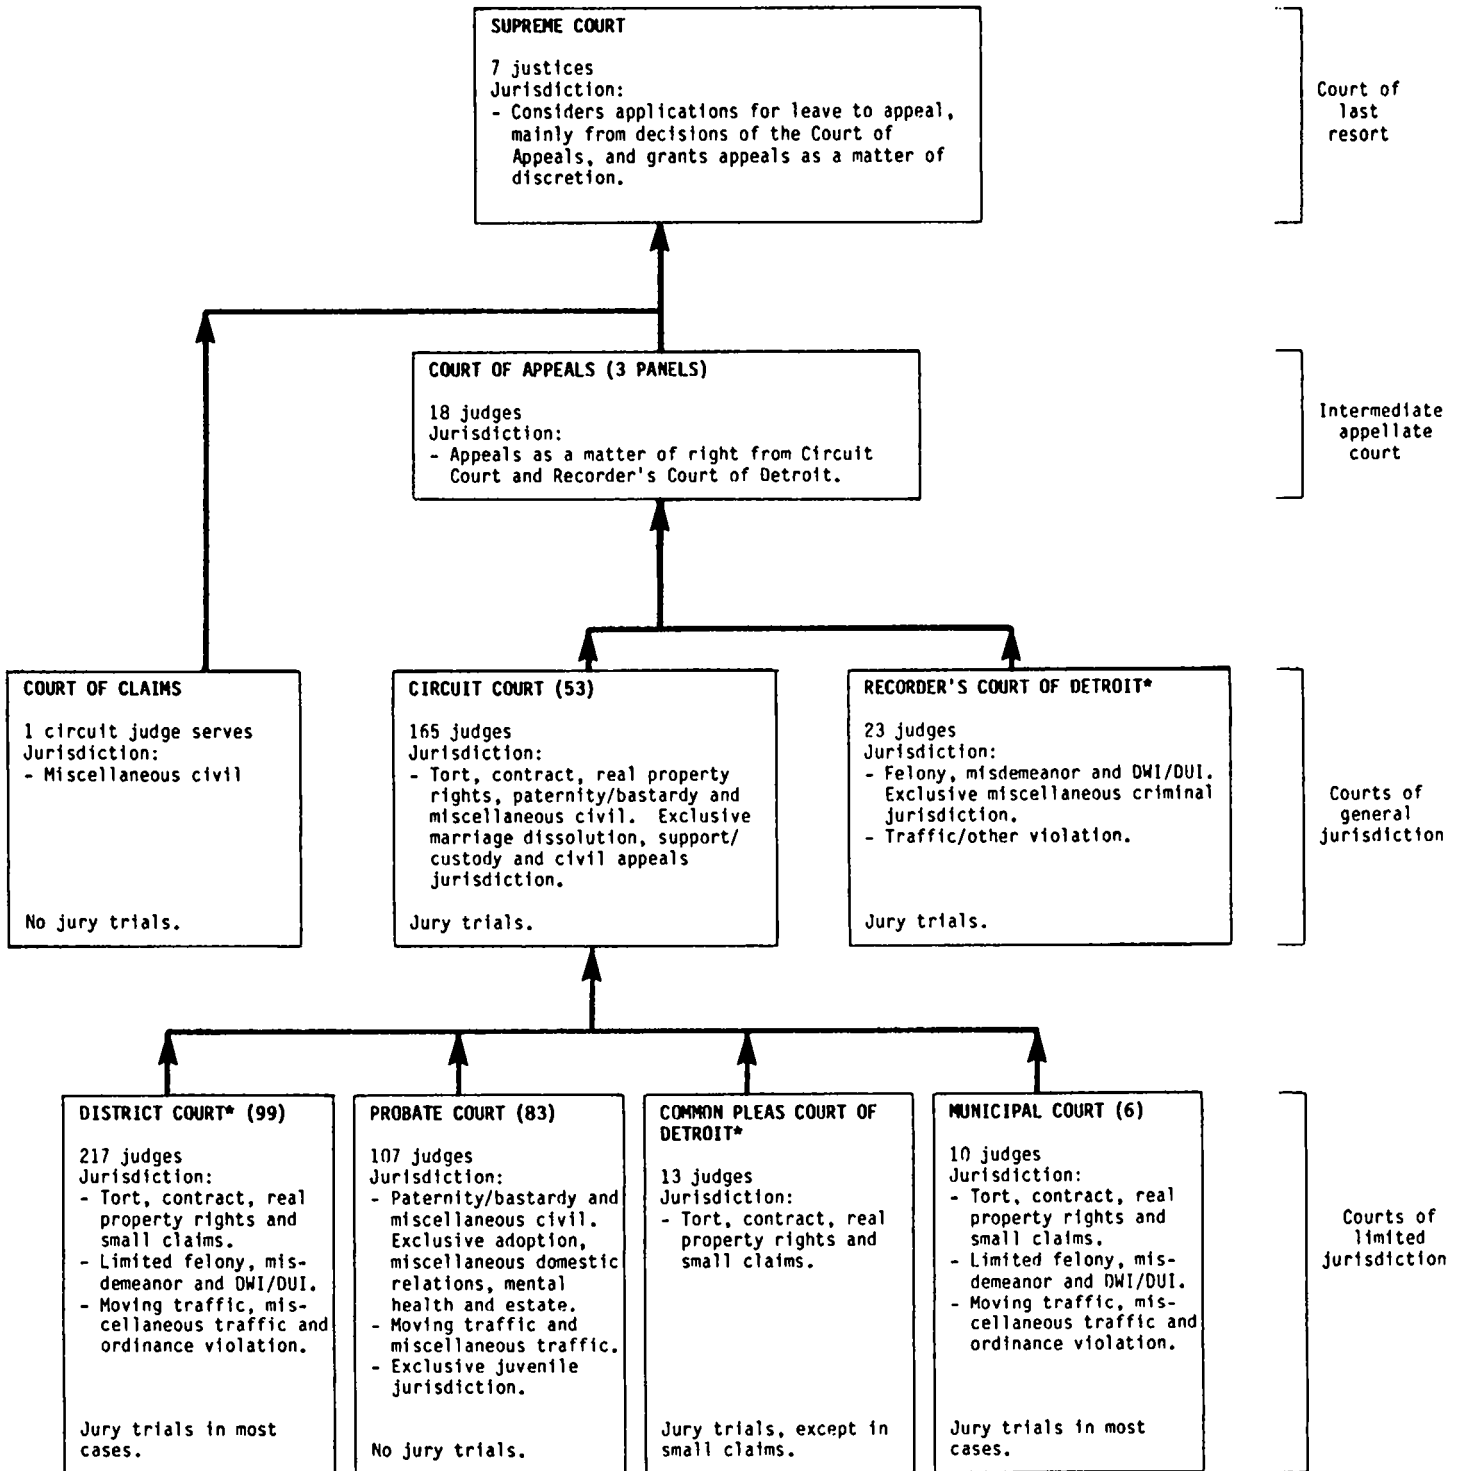 SUPREME COURT
7 justices
Jurisdiction:
- Considers applications for leave to appeal,
mainly from decisions of the Court of
Appeals, and grants appeals as a matter of
discretion.
Court of
last
resort
COURT OF APPEALS (3 PANELS)
18 judges
Jurisdiction:
- Appeals as a matter of right from Circuit
Court and Recorder's Court of Detroit.
Intermediate
appellate
court
COURT OF CLAIMS
1 circuit judge serves
Jurisdiction:
- Miscellaneous civil
No jury trials.
CIRCUIT COURT (53)
165 judges
Jurisdiction:
- Tort, contract, real property
rights, paternity/bastardy and
miscellaneous civil. Exclusive
marriage dissolution, support/
custody and civil appeals
jurisdiction.
Jury trials.
RECORDER'S COURT OF DETROIT*
23 judges
Jurisdiction:
- Felony, misdemeanor and DWI/DUI.
Exclusive miscellaneous criminal
jurisdiction.
- Traffic/other violation.
Jury trials.
Courts of
general
jurisdiction
DISTRICT COURT* (99)
217 judges
Jurisdiction:
- Tort, contract, real
property rights and
small claims.
- Limited felony, mis-
demeanor and DWI/DUI.
- Moving traffic, mis-
cellaneous traffic and
ordinance violation.
Jury trials in most
cases.
PROBATE COURT (83)
107 judges
Jurisdiction:
- Paternity/bastardy and
miscellaneous civil.
Exclusive adoption,
miscellaneous domestic
relations, mental
health and estate.
- Moving traffic and
miscellaneous traffic.
- Exclusive juvenile
jurisdiction.
No jury trials.
COMMON PLEAS COURT OF
DETROIT*
13 judges
Jurisdiction:
- Tort, contract, real
property rights and
small claims.
Jury trials, except in
small claims.
MUNICIPAL COURT (6)
10 judges
Jurisdiction:
- Tort, contract, real
property rights and
small claims.
- Limited felony, mis-
demeanor and DWI/DUI.
- Moving traffic, mis-
cellaneous traffic and
ordinance violation.
Jury trials in most
cases.
Courts of
limited
jurisdiction